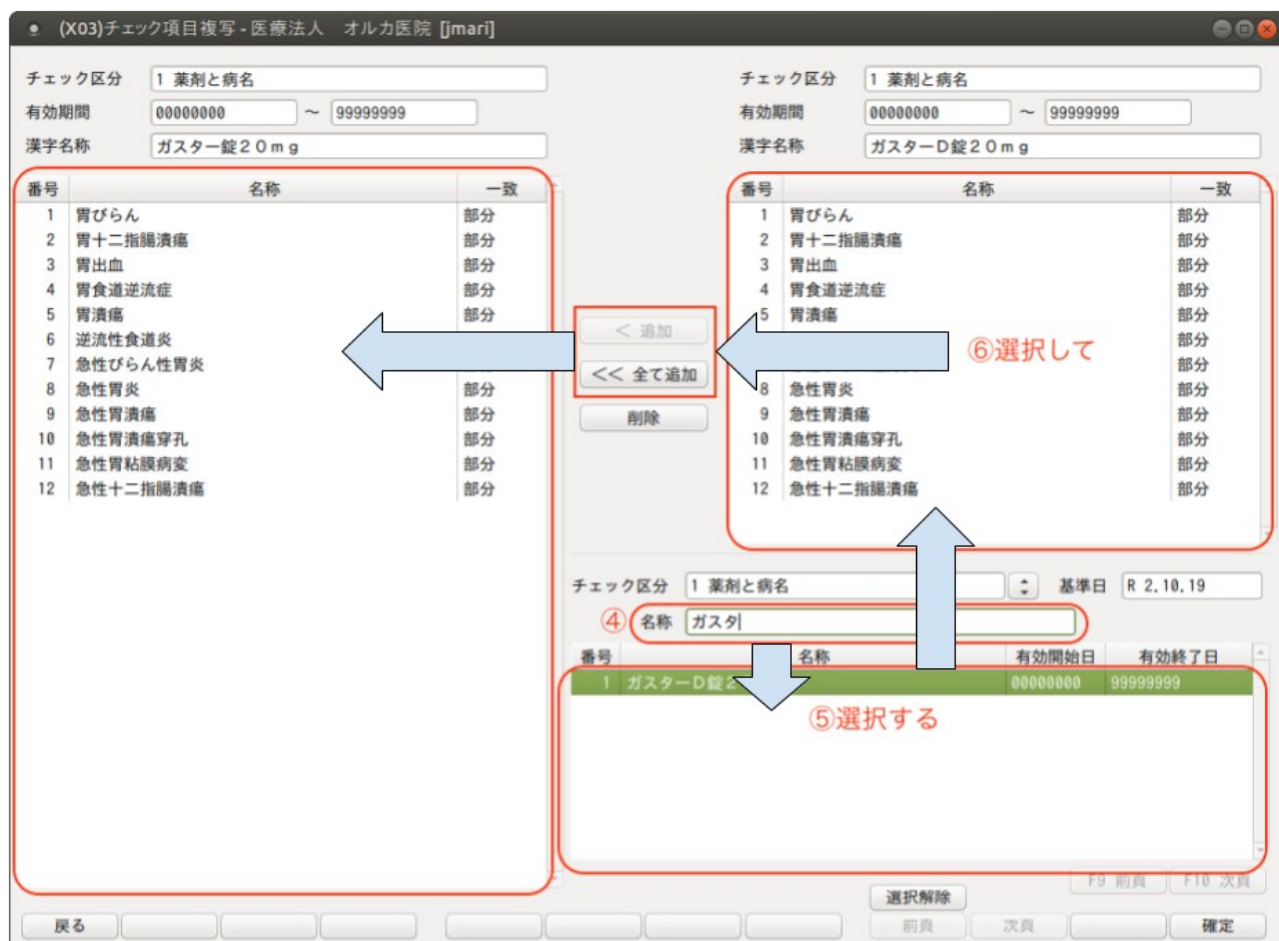 (X03)チェック項目複写 - 医療法人　オルカ医院 [jmari]
チェック区分 1 薬剤と病名
有効期間 00000000 ～ 99999999
漢字名称 ガスター錠２０ｍｇ
番号 名称 一致
1 胃びらん 部分
2 胃十二指腸潰瘍 部分
3 胃出血 部分
4 胃食道逆流症 部分
5 胃潰瘍 部分
6 逆流性食道炎
7 急性びらん性胃炎
8 急性胃炎 部分
9 急性胃潰瘍 部分
10 急性胃潰瘍穿孔 部分
11 急性胃粘膜病変 部分
12 急性十二指腸潰瘍 部分
< 追加
<< 全て追加
削除
チェック区分 1 薬剤と病名
有効期間 00000000 ～ 99999999
漢字名称 ガスターＤ錠２０ｍｇ
番号 名称 一致
1 胃びらん 部分
2 胃十二指腸潰瘍 部分
3 胃出血 部分
4 胃食道逆流症 部分
5 胃潰瘍 部分
部分
部分
8 急性胃炎 部分
9 急性胃潰瘍 部分
10 急性胃潰瘍穿孔 部分
11 急性胃粘膜病変 部分
12 急性十二指腸潰瘍 部分
⑥選択して
チェック区分 1 薬剤と病名 基準日 R 2.10.19
④ 名称 ガスタ
番号 名称 有効開始日 有効終了日
1 ガスターＤ錠２ 00000000 99999999
⑤選択する
F9 前頁 F10 次頁
選択解除
戻る 前頁 次頁 確定